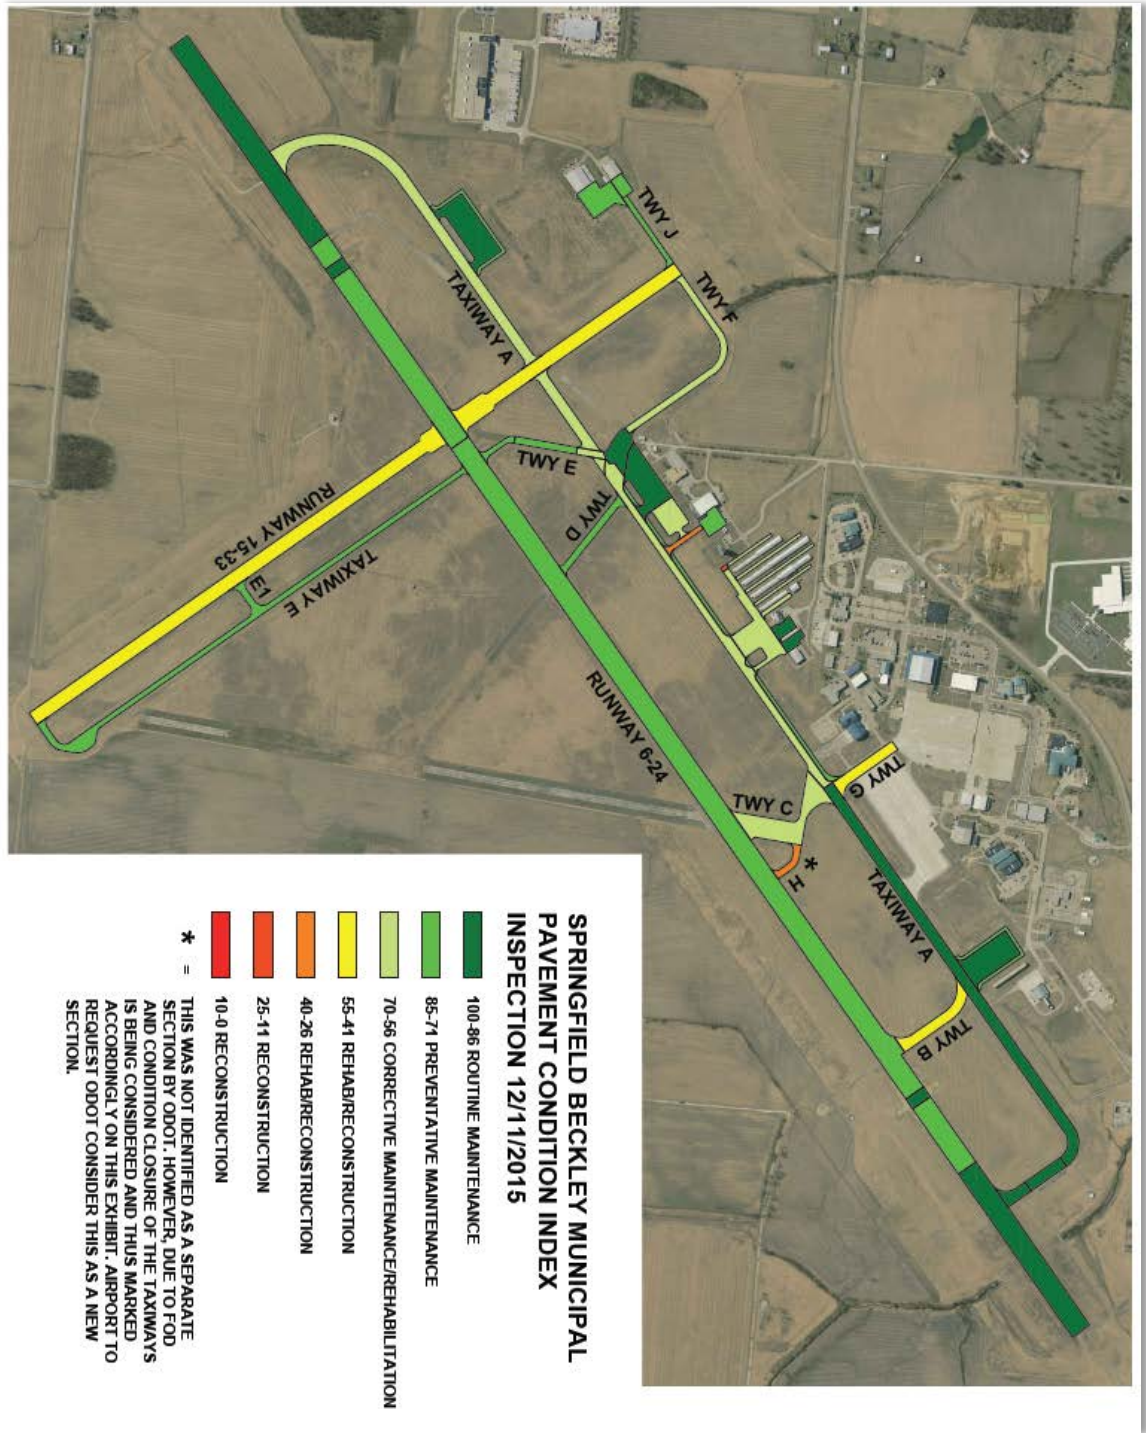 SPRINGFIELD BECKLEY MUNICIPAL
PAVEMENT CONDITION INDEX
INSPECTION 12/11/2015
100-86 ROUTINE MAINTENANCE
85-71 PREVENTATIVE MAINTENANCE
70-56 CORRECTIVE MAINTENANCE/REHABILITATION
55-41 REHAB/RECONSTRUCTION
40-26 REHAB/RECONSTRUCTION
25-11 RECONSTRUCTION
10-0 RECONSTRUCTION
* = THIS WAS NOT IDENTIFIED AS A SEPARATE
SECTION BY ODOT. HOWEVER, DUE TO FOD
AND CONDITION CLOSURE OF THE TAXIWAYS
IS BEING CONSIDERED AND THUS MARKED
ACCORDINGLY ON THIS EXHIBIT. AIRPORT TO
REQUEST ODOT CONSIDER THIS AS A NEW
SECTION.
TWY J
TWY F
TAXIWAY A
TWY E
TWY D
RUNWAY 15-33
E1
TAXIWAY E
RUNWAY 6-24
TWY G
TWY C
*
H
TAXIWAY A
TWY B